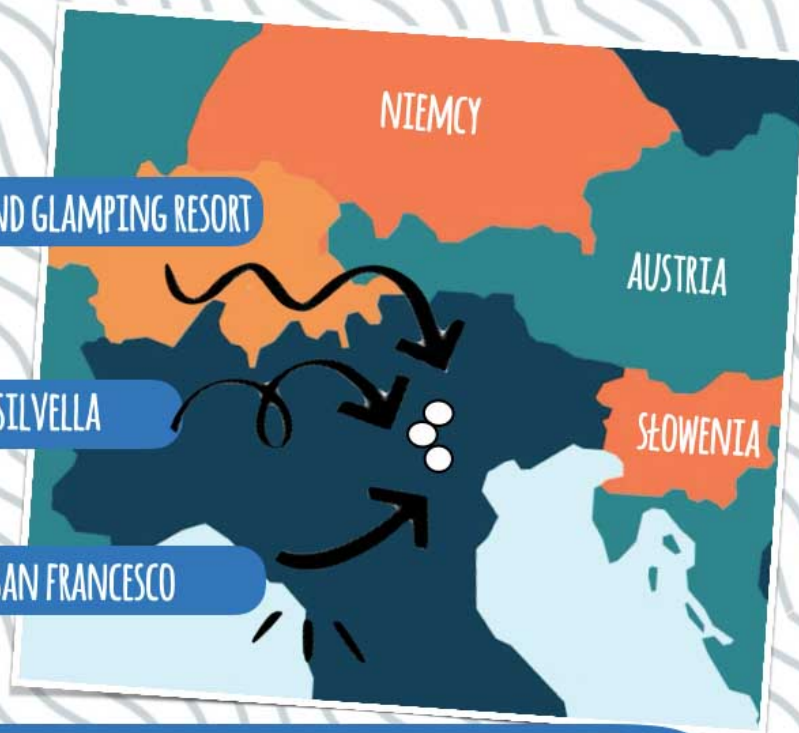 NIEMCY
ND GLAMPING RESORT
AUSTRIA
SILVELLA
SŁOWENIA
SAN FRANCESCO